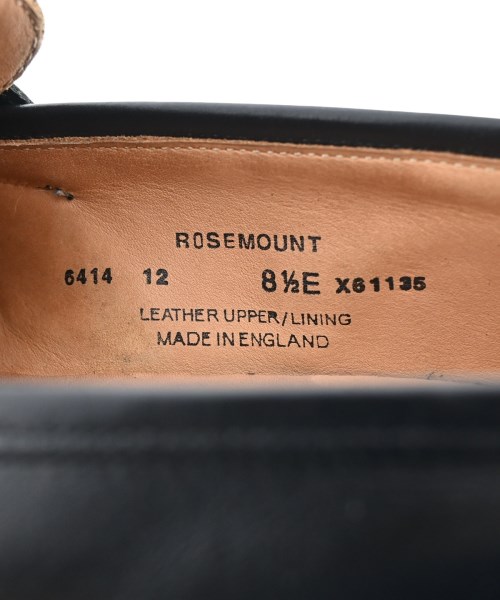 ROSEMOUNT
6414 12 8½E X61135
LEATHER UPPER/LINING
MADE IN ENGLAND